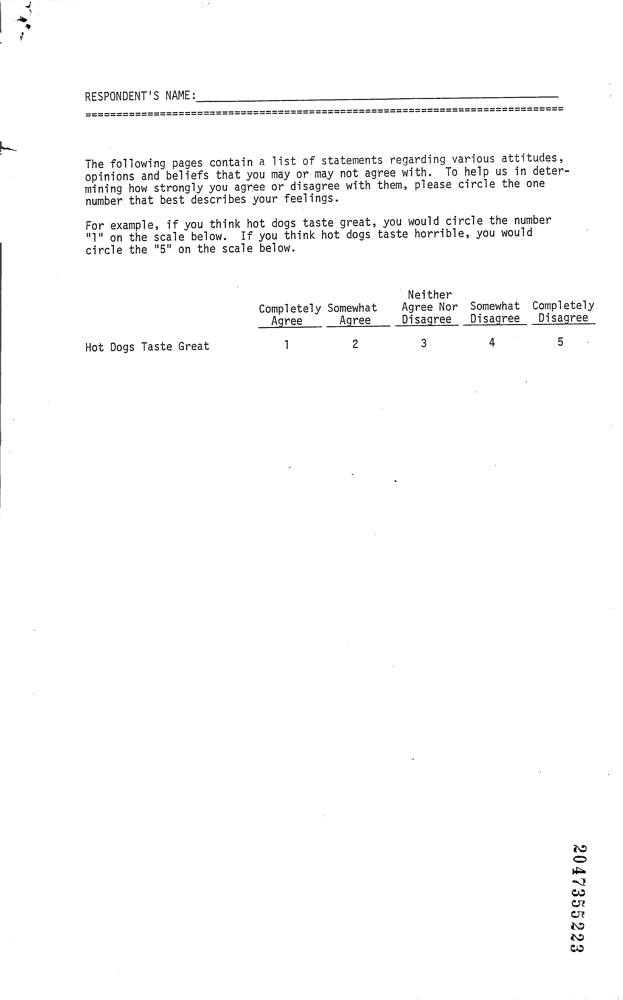 RESPONDENT'S NAME:
The following pages contain a list of statements regarding various attitudes,
opinions and beliefs that you may or may not agree with. To help us in deter-
mining how strongly you agree or disagree with them, please circle the one
number that best describes your feelings.
For example, if you think hot dogs taste great, you would circle the number
"1" on the scale below. If you think hot dogs taste horrible, you would
circle the "5" on the scale below.
Neither
Completely Somewhat Agree Nor Somewhat Completely
Agree Agree Disagree Disagree Disagree
Hot Dogs Taste Great 1 2 3 4 5
2047355223